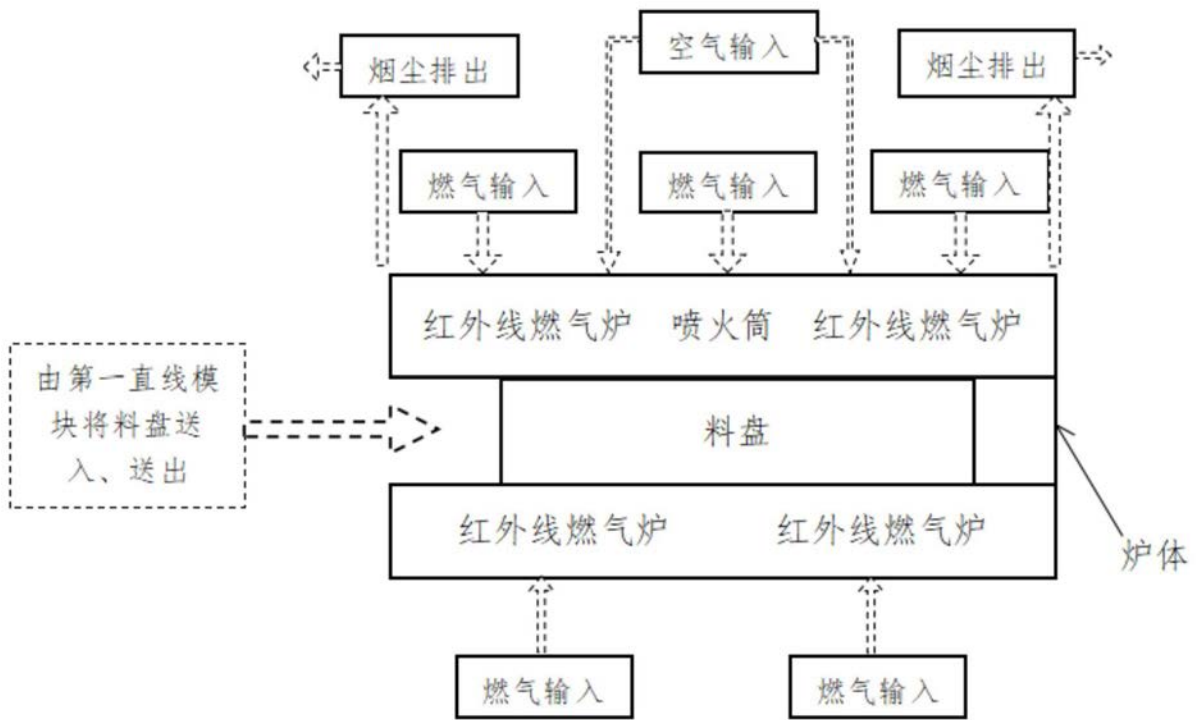 空气输入
烟尘排出
烟尘排出
燃气输入
燃气输入
燃气输入
红外线燃气炉
喷火筒
红外线燃气炉
由第一直线模
块将料盘送
入、送出
料盘
红外线燃气炉
红外线燃气炉
炉体
燃气输入
燃气输入